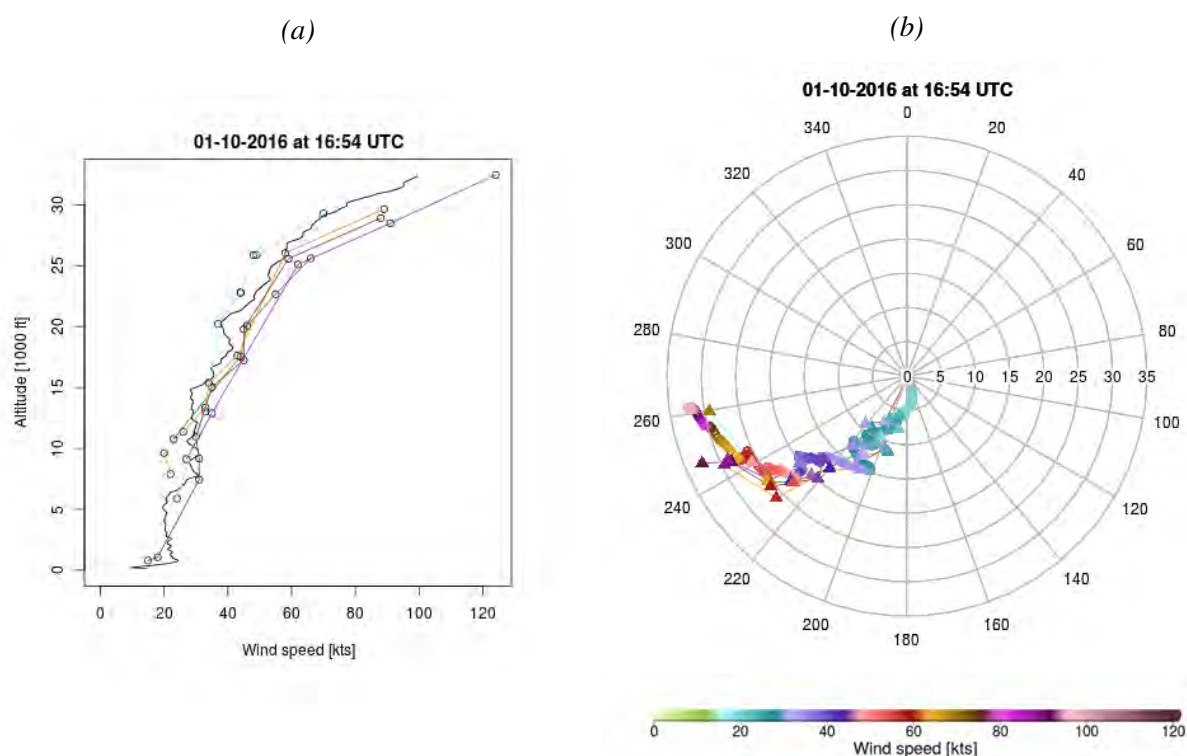 (a)
01-10-2016 at 16:54 UTC
Altitude [1000 ft]
30
25
20
15
10
5
0
0 20 40 60 80 100 120
Wind speed [kts]
(b)
01-10-2016 at 16:54 UTC
0
340 20
320 40
300 60
280 80
0 5 10 15 20 25 30 35
260 100
240 120
220 140
200 160
180
0 20 40 60 80 100 120
Wind speed [kts]